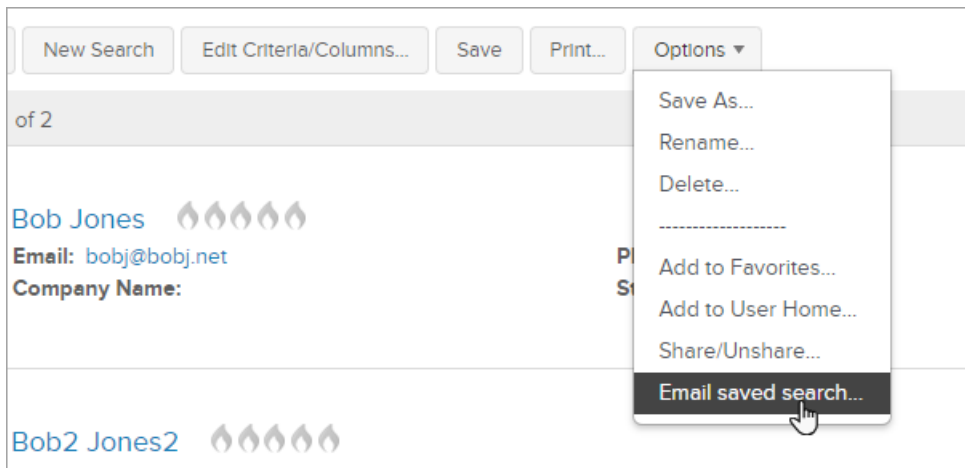 New Search Edit Criteria/Columns... Save Print... Options
of 2
Save As...
Rename...
Delete...
-------------------
Add to Favorites...
Add to User Home...
Share/Unshare...
Email saved search...
Bob Jones
Email: bobj@bobj.net
Company Name:
Bob2 Jones2